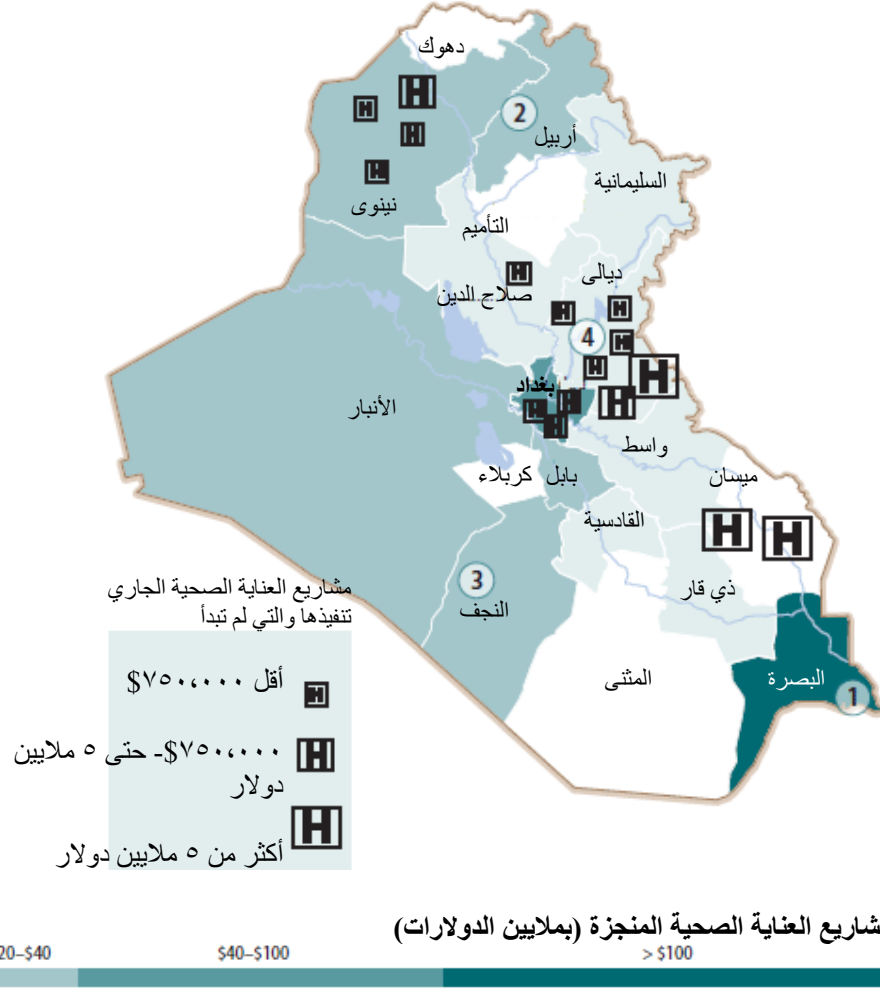 دهوك
2
أربيل
السليمانية
نينوى
التأميم
ديالى
صلاح الدين
4
بغداد
الأنبار
واسط
ميسان
كربلاء
بابل
القادسية
3
النجف
ذي قار
المثنى
البصرة
1
مشاريع العناية الصحية الجاري
تنفيذها والتي لم تبدأ
أقل ٧٥٠،٠٠٠$
٧٥٠،٠٠٠$- حتى ٥ ملايين
دولار
أكثر من ٥ ملايين دولار
شاريع العناية الصحية المنجزة (بملايين الدولارات)
20–$40
$40–$100
> $100